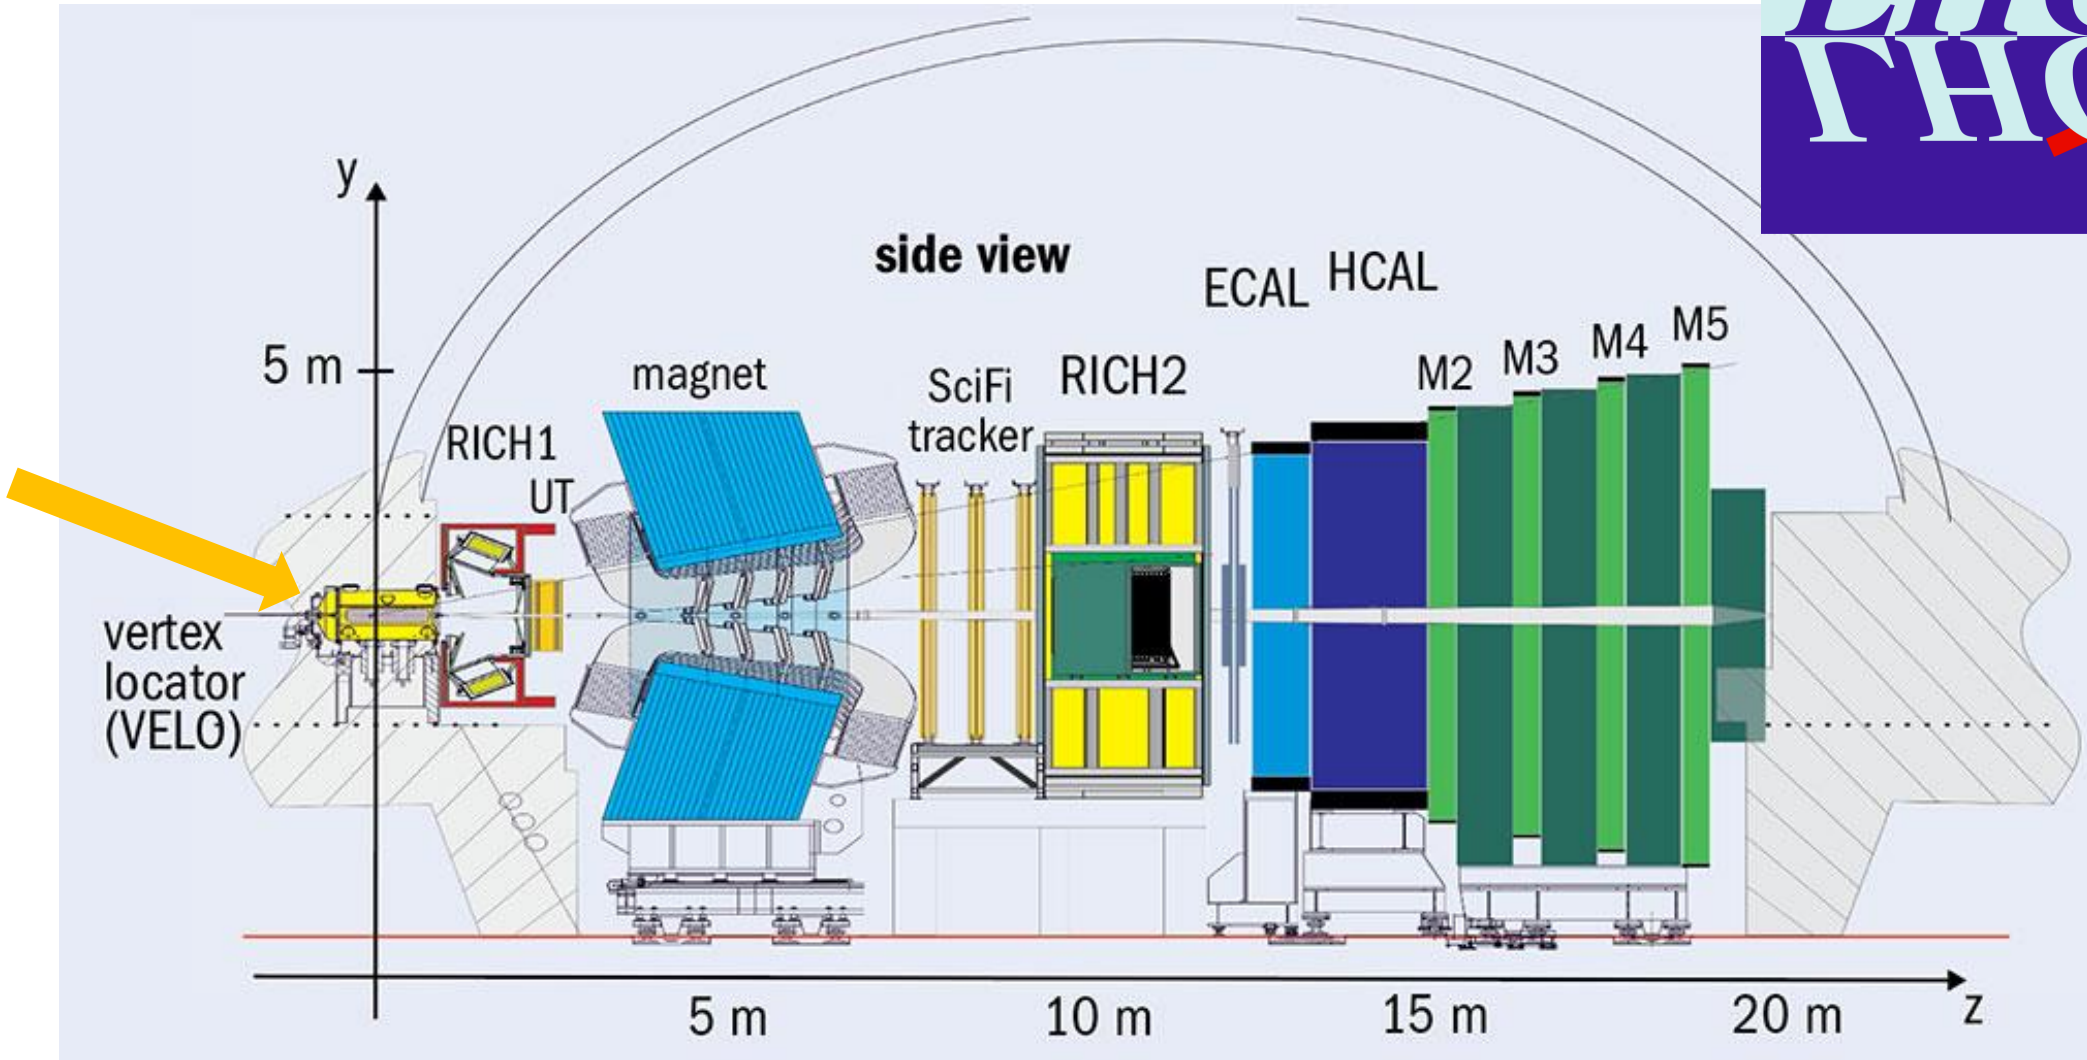 y
side view
ECAL
HCAL
5 m
magnet
SciFi
tracker
RICH2
M2
M3
M4
M5
RICH1
UT
vertex
locator
(VELO)
5 m
10 m
15 m
20 m
z